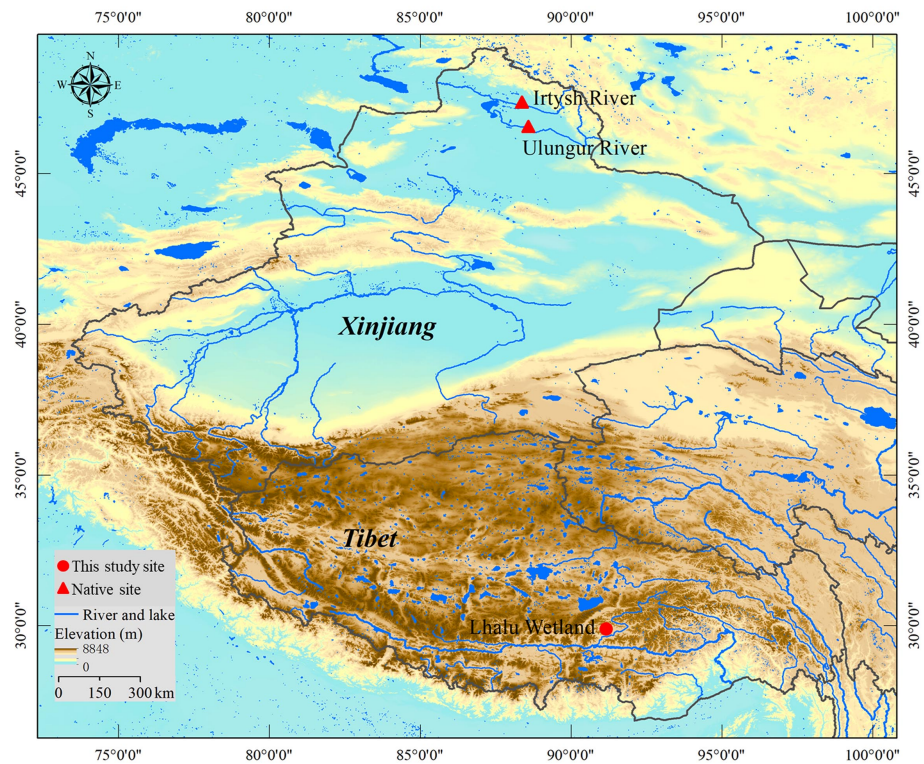 75°0'0" 80°0'0" 85°0'0" 90°0'0" 95°0'0" 100°0'0"
N
W E
S
Irtysh River
Ulungur River
45°0'0" 45°0'0"
Xinjiang
40°0'0" 40°0'0"
35°0'0" 35°0'0"
Tibet
This study site
Native site
River and lake
Elevation (m)
8848
0
0 150 300 km
30°0'0" 30°0'0"
Lhalu Wetland
75°0'0" 80°0'0" 85°0'0" 90°0'0" 95°0'0" 100°0'0"